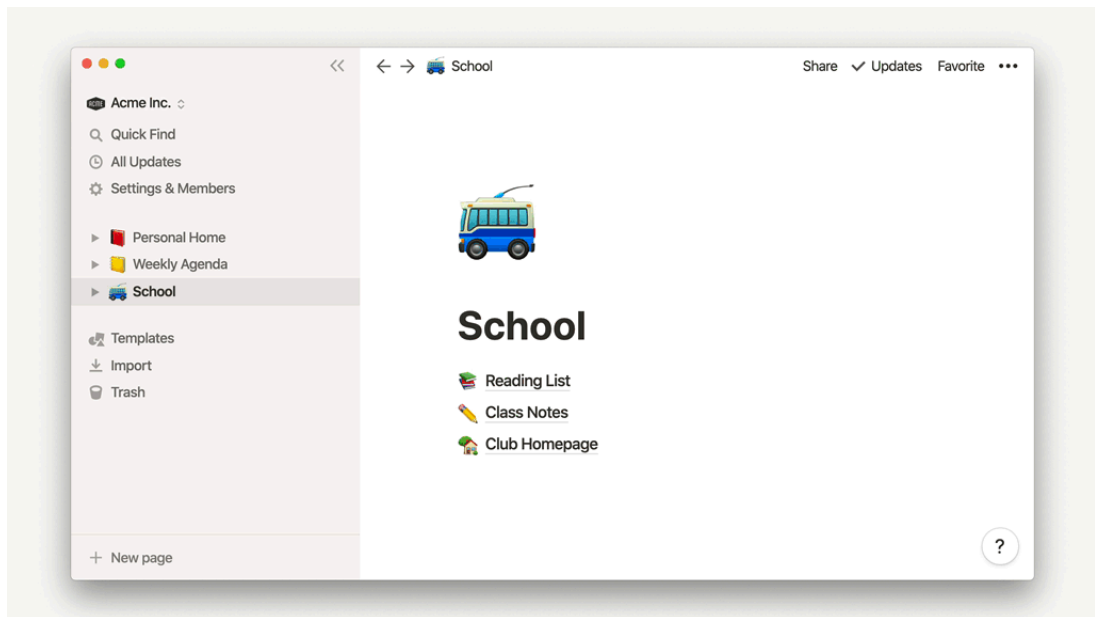 School
Share
Updates
Favorite
ACME
Acme Inc.
Quick Find
All Updates
Settings & Members
Personal Home
Weekly Agenda
School
Templates
Import
Trash
New page
School
Reading List
Class Notes
Club Homepage
?